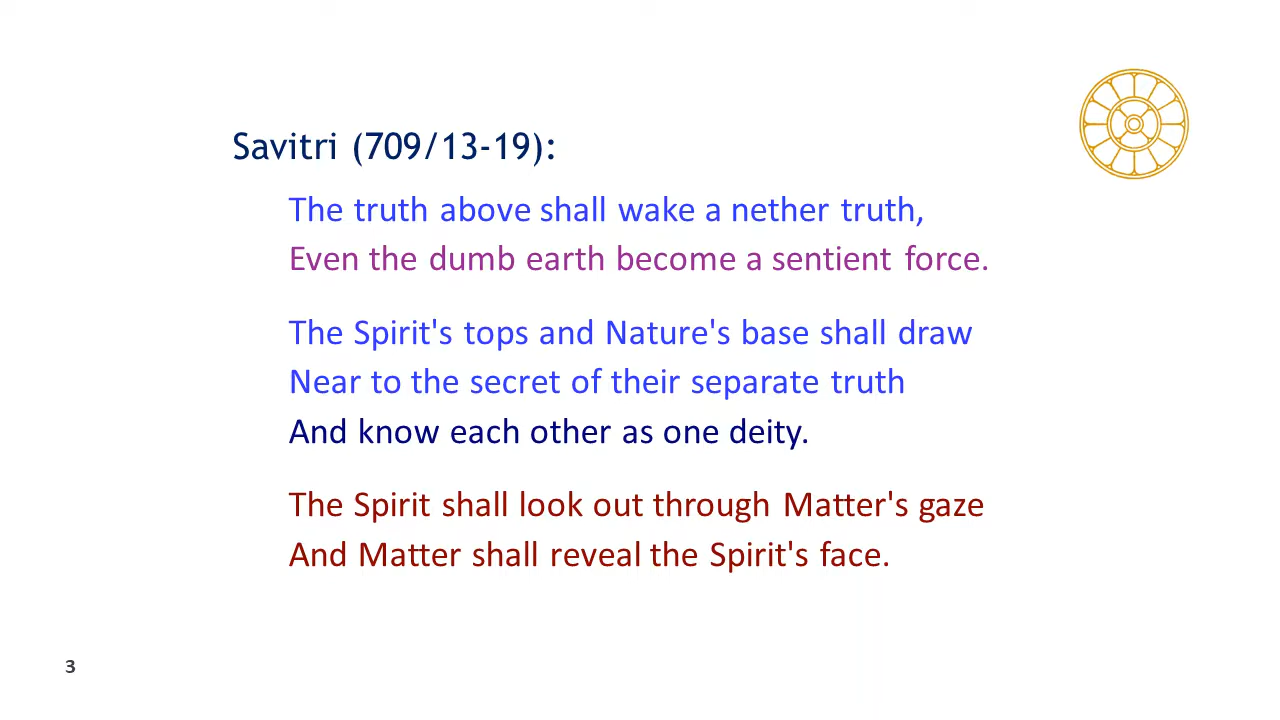 Savitri (709/13-19):
The truth above shall wake a nether truth,
Even the dumb earth become a sentient force.
The Spirit's tops and Nature's base shall draw
Near to the secret of their separate truth
And know each other as one deity.
The Spirit shall look out through Matter's gaze
And Matter shall reveal the Spirit's face.
3